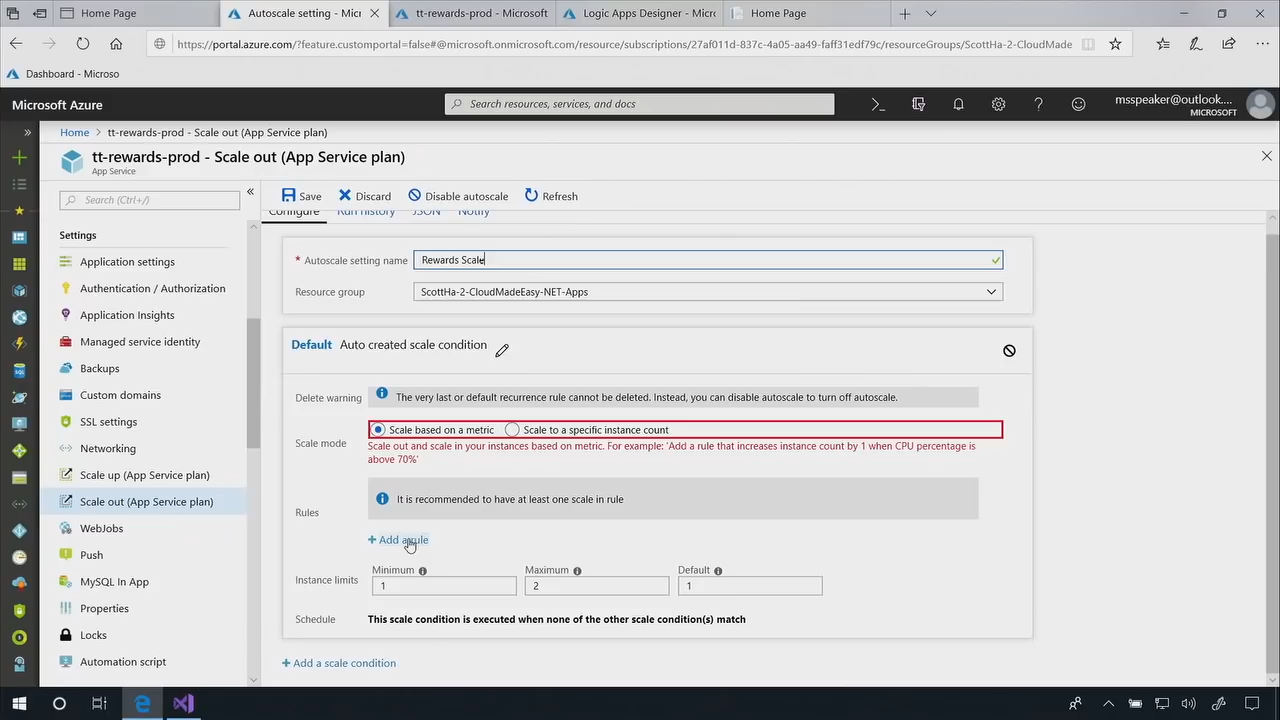 Home Page
Autoscale setting - Micr
tt-rewards-prod - Microsoft
Logic Apps Designer - Micrc
Home Page
https://portal.azure.com/?feature.customportal=false#@microsoft.onmicrosoft.com/resource/subscriptions/27af011d-837c-4a05-aa49-faff31edf79c/resourceGroups/ScottHa-2-CloudMade
Dashboard - Microso
Microsoft Azure
Search resources, services, and docs
msspeaker@outlook....
MICROSOFT
Home > tt-rewards-prod - Scale out (App Service plan)
tt-rewards-prod - Scale out (App Service plan)
App Service
Search (Ctrl+/)
Save
Discard
Disable autoscale
Refresh
Configure
Run history
JSON
Notify
Settings
Application settings
Authentication / Authorization
Application Insights
Managed service identity
Backups
Custom domains
SSL settings
Networking
Scale up (App Service plan)
Scale out (App Service plan)
WebJobs
Push
MySQL In App
Properties
Locks
Automation script
* Autoscale setting name
Rewards Scale
Resource group
ScottHa-2-CloudMadeEasy-NET-Apps
Default Auto created scale condition
Delete warning
The very last or default recurrence rule cannot be deleted. Instead, you can disable autoscale to turn off autoscale.
Scale mode
Scale based on a metric
Scale to a specific instance count
Scale out and scale in your instances based on metric. For example: 'Add a rule that increases instance count by 1 when CPU percentage is
above 70%'
Rules
It is recommended to have at least one scale in rule
+ Add a rule
Instance limits
Minimum
1
Maximum
2
Default
1
Schedule
This scale condition is executed when none of the other scale condition(s) match
+ Add a scale condition